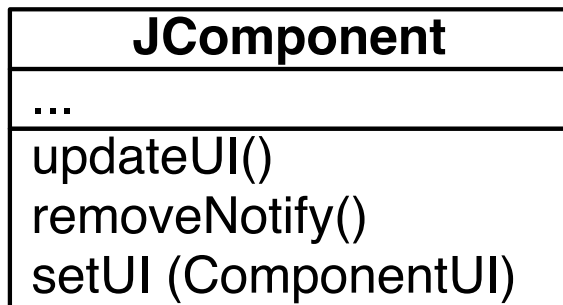 JComponent
...
updateUI()
removeNotify()
setUI (ComponentUI)